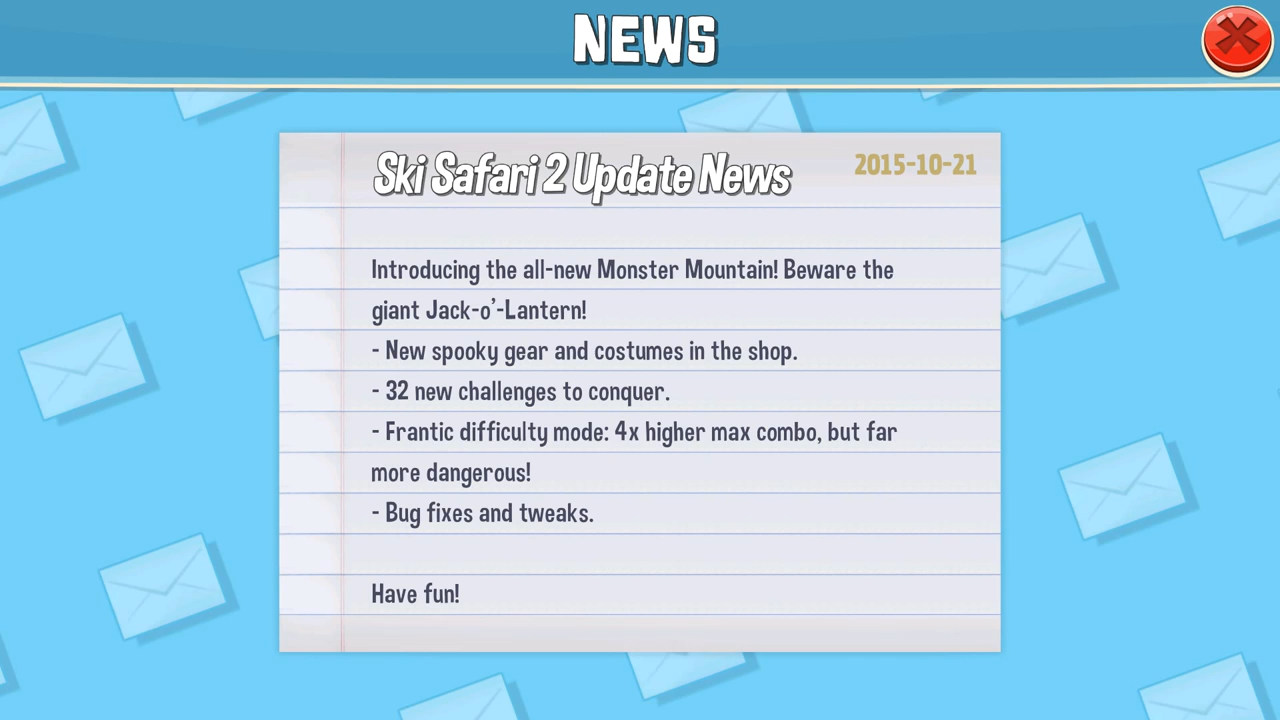 NEWS
Ski Safari 2 Update News
2015-10-21
Introducing the all-new Monster Mountain! Beware the
giant Jack-o'-Lantern!
- New spooky gear and costumes in the shop.
- 32 new challenges to conquer.
- Frantic difficulty mode: 4x higher max combo, but far
more dangerous!
- Bug fixes and tweaks.
Have fun!